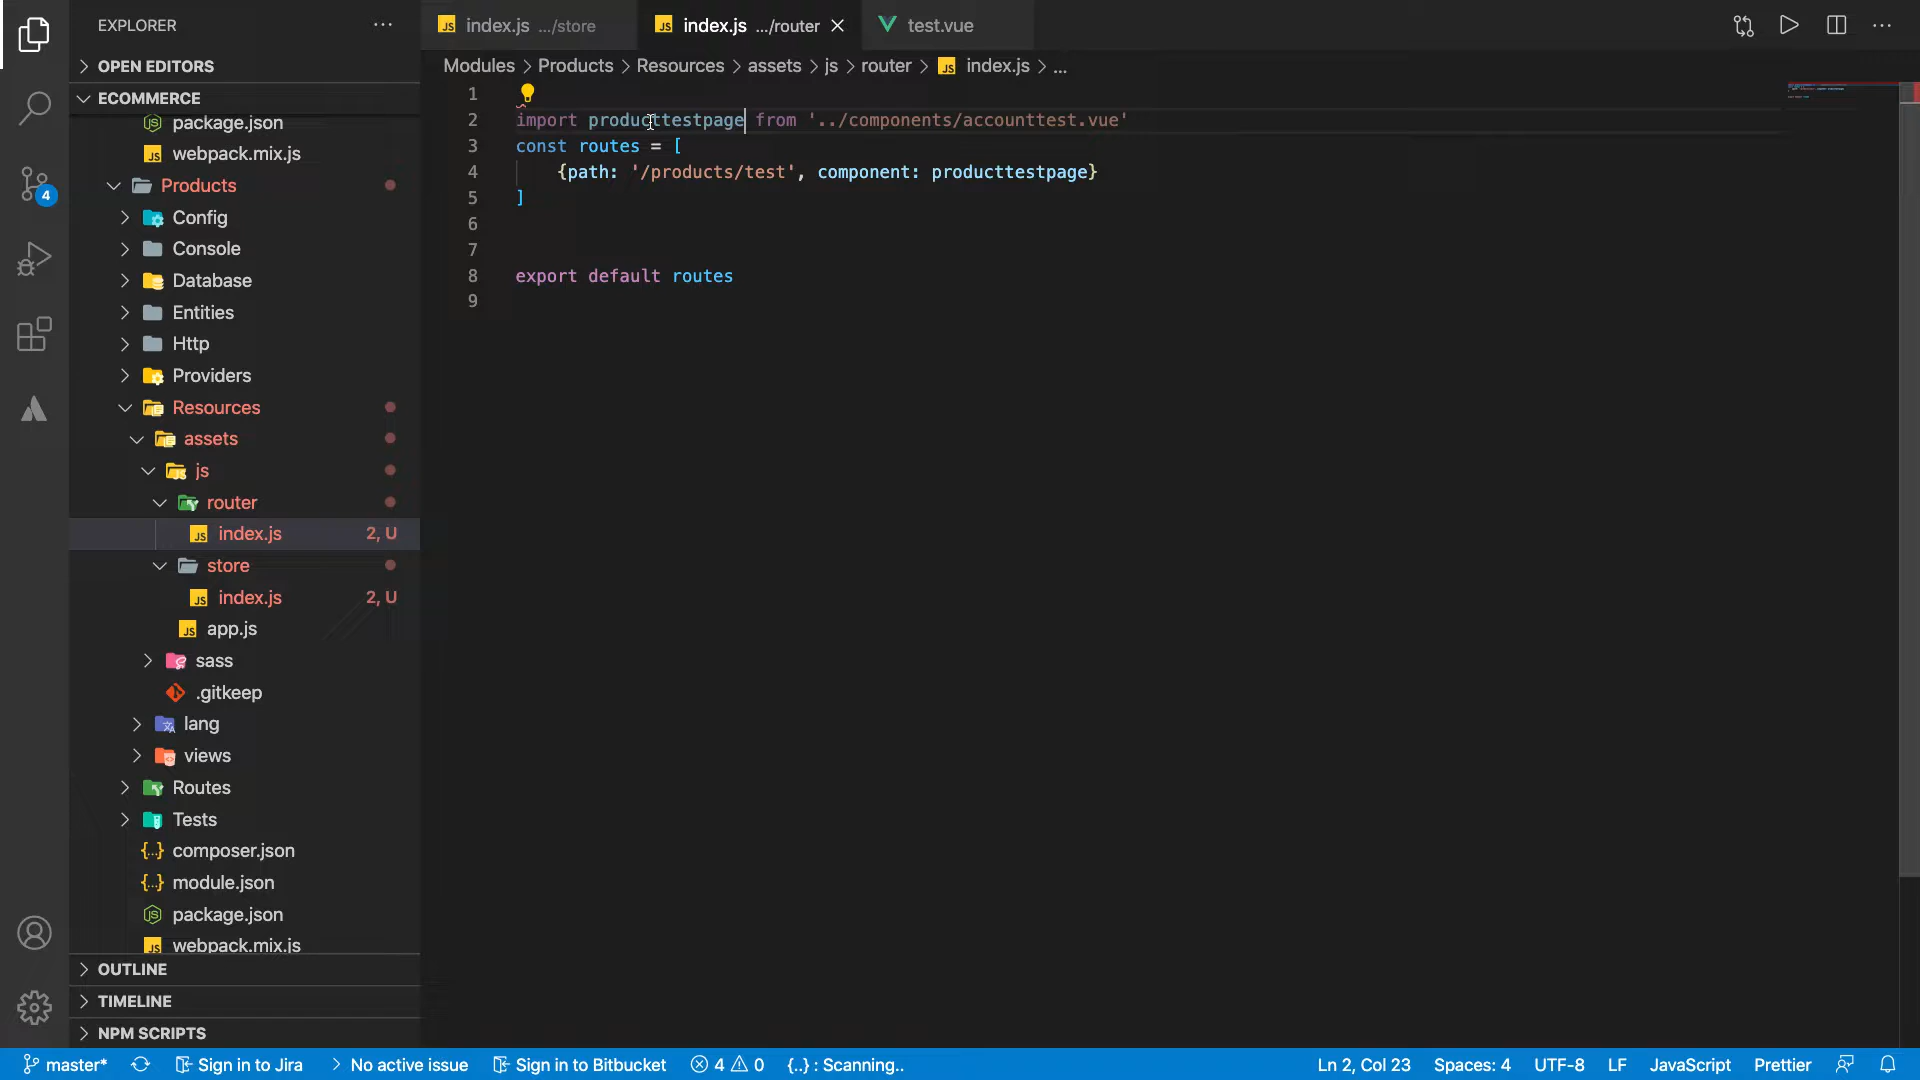 EXPLORER
index.js .../store
index.js .../router
test.vue
OPEN EDITORS
ECOMMERCE
package.json
webpack.mix.js
Products
Config
Console
Database
Entities
Http
Providers
Resources
assets
js
router
index.js 2, U
store
index.js 2, U
app.js
sass
.gitkeep
lang
views
Routes
Tests
composer.json
module.json
package.json
webpack.mix.js
OUTLINE
TIMELINE
NPM SCRIPTS
4
Modules > Products > Resources > assets > js > router > index.js > ...
1
2 import producttestpage from '../components/accounttest.vue'
3 const routes = [
4 {path: '/products/test', component: producttestpage}
5 ]
6
7
8 export default routes
9
master* Sign in to Jira No active issue Sign in to Bitbucket 4 0 {..} : Scanning.. Ln 2, Col 23 Spaces: 4 UTF-8 LF JavaScript Prettier